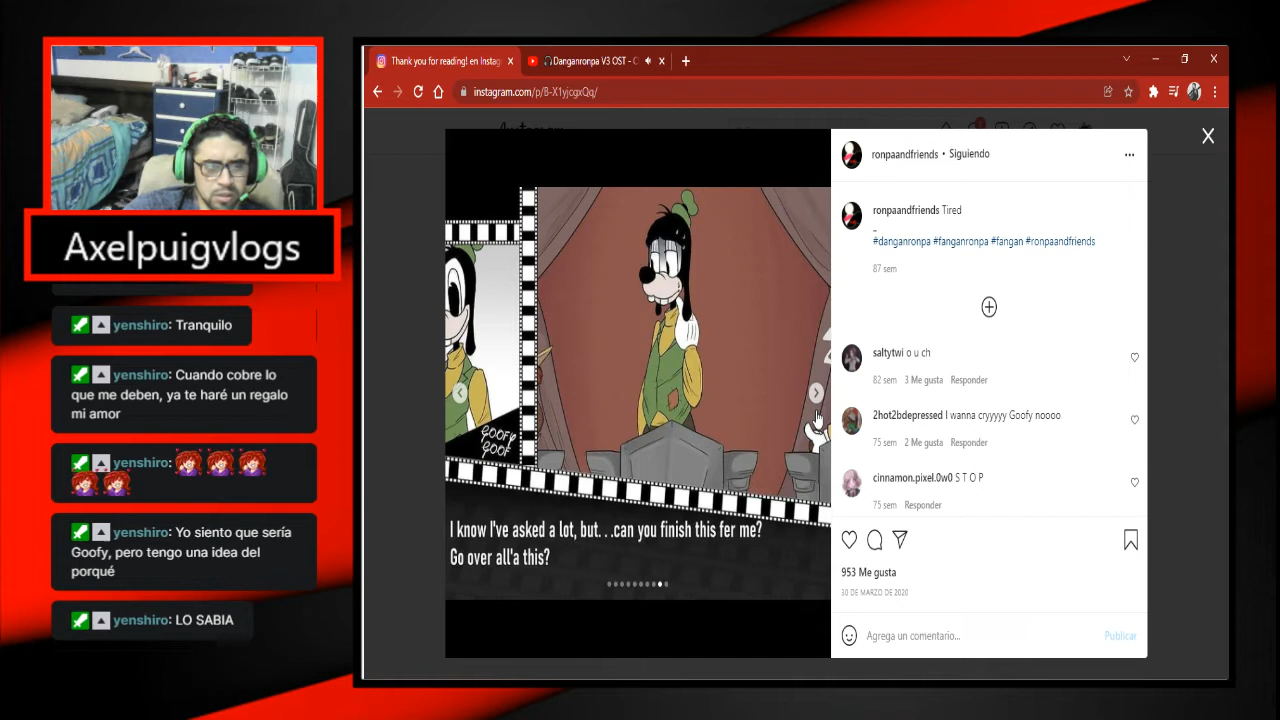 Axelpuigvlogs
yenshiro: Tranquilo
yenshiro: Cuando cobre lo
que me deben, ya te haré un regalo
mi amor
yenshiro:
yenshiro: Yo siento que sería
Goofy, pero tengo una idea del
porqué
yenshiro: LO SABIA
Thank you for reading! en Instag
Danganronpa V3 OST - C
instagram.com/p/B-X1yjcgxQq/
GOOFY
GOOF
I know I've asked a lot, but. . .can you finish this fer me?
Go over all'a this?
ronpaandfriends • Siguiendo
ronpaandfriends Tired
_
#danganronpa #fanganronpa #fangan #ronpaandfriends
87 sem
saltytwi o u ch
82 sem 3 Me gusta Responder
2hot2bdepressed I wanna cryyyyy Goofy noooo
75 sem 2 Me gusta Responder
cinnamon.pixel.0w0 S T O P
75 sem Responder
953 Me gusta
30 DE MARZO DE 2020
Agrega un comentario...
Publicar